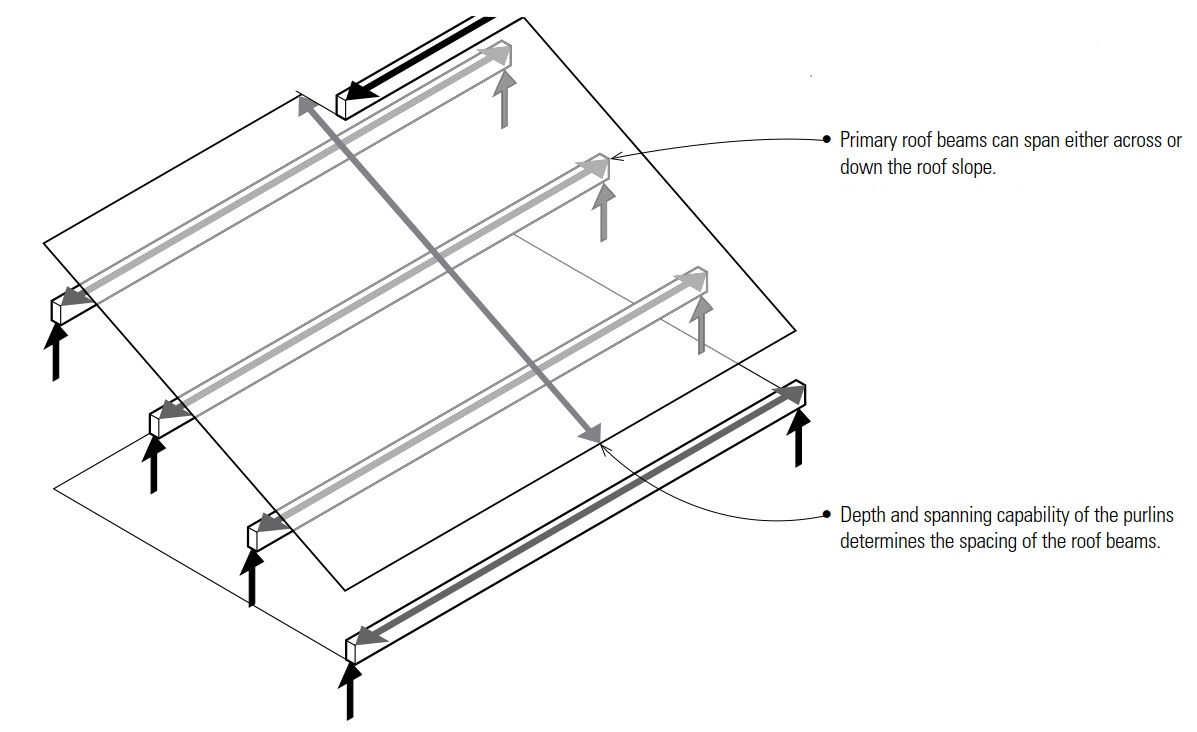 Primary roof beams can span either across or
down the roof slope.
Depth and spanning capability of the purlins
determines the spacing of the roof beams.